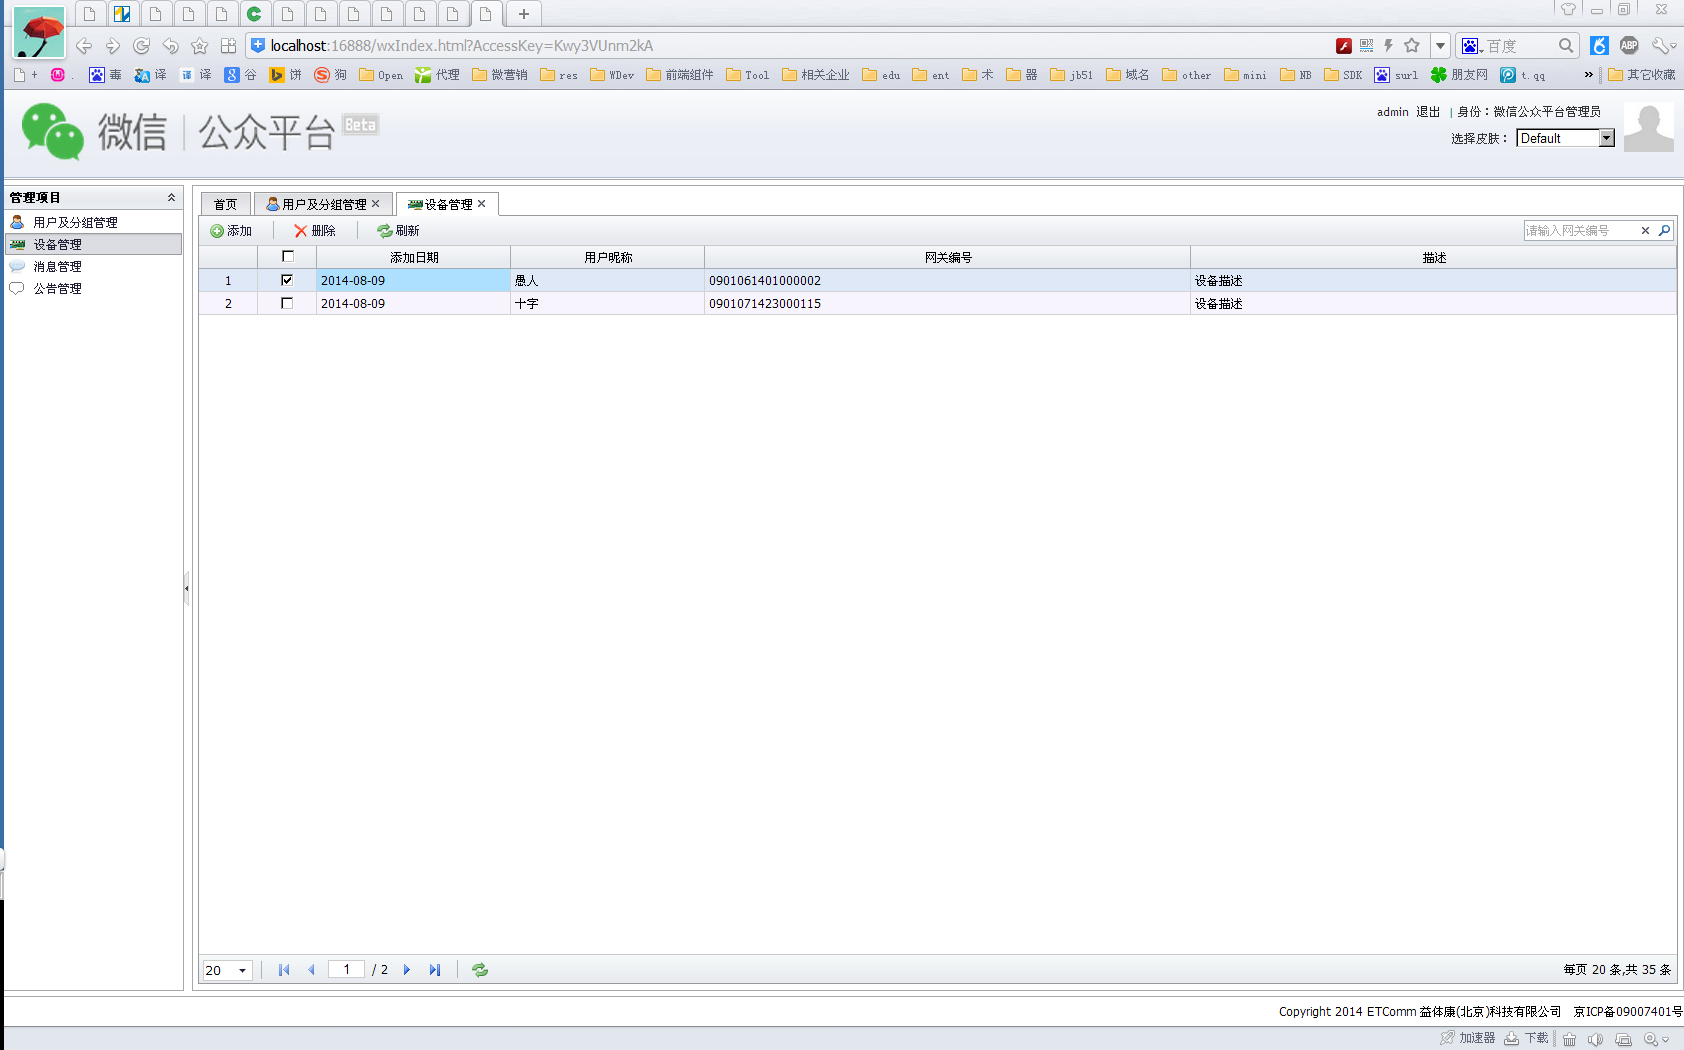 localhost:16888/wxIndex.html?AccessKey=Kwy3VUnm2kA
百度
ABP
+ . 毒 译 译 谷 饼 狗 Open 代理 微营销 res WDev 前端组件 Tool 相关企业 edu ent 术 器 jb51 域名 other mini NB SDK surl 朋友网 t.qq » 其它收藏
微信 公众平台 Beta
admin 退出 | 身份：微信公众平台管理员
选择皮肤： Default
管理项目
用户及分组管理
设备管理
消息管理
公告管理
首页 用户及分组管理 设备管理
添加 删除 刷新 请输入网关编号
添加日期 用户昵称 网关编号 描述
1 2014-08-09 愚人 0901061401000002 设备描述
2 2014-08-09 十字 0901071423000115 设备描述
20 1 / 2 每页 20 条,共 35 条
Copyright 2014 ETComm 益体康(北京)科技有限公司 京ICP备09007401号
加速器 下载